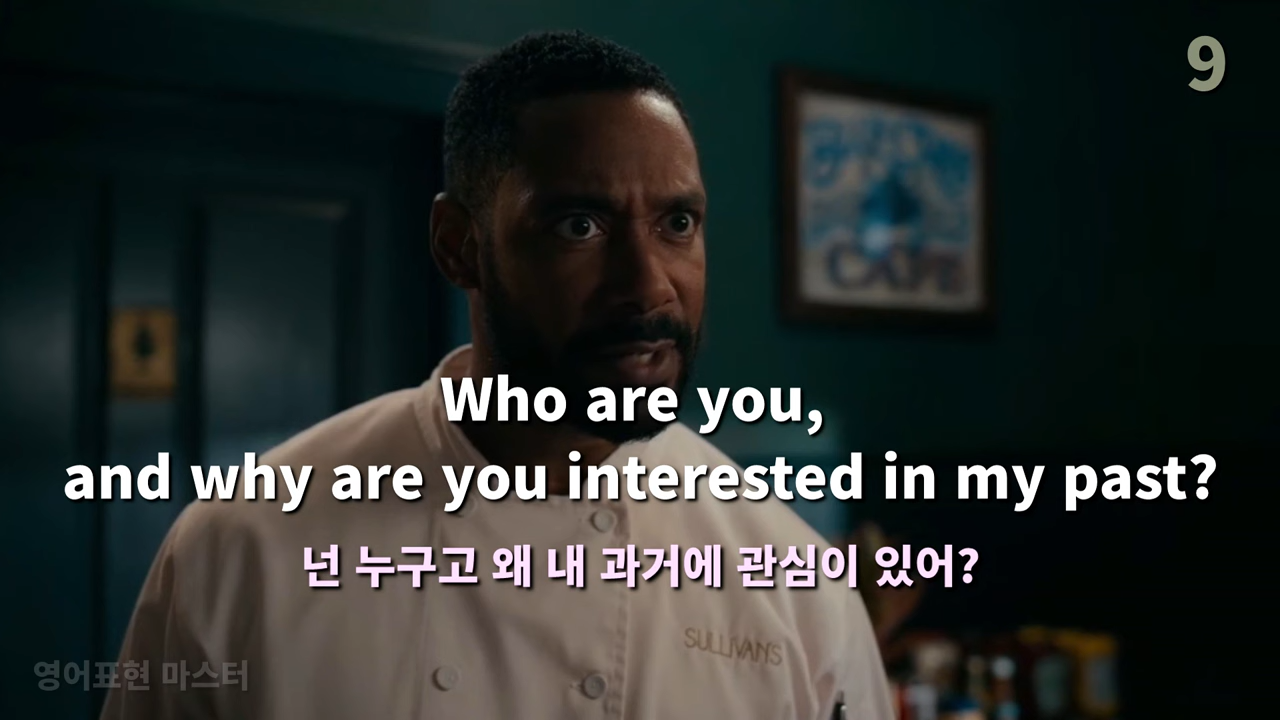 9
CAFE
Who are you,
and why are you interested in my past?
넌 누구고 왜 내 과거에 관심이 있어?
SULLIVAN'S
영어표현 마스터